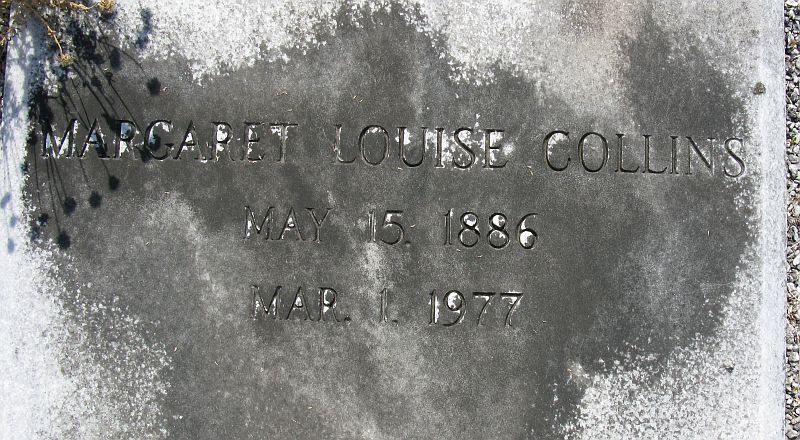 MARGARET LOUISE COLLINS
MAY 15, 1886
MAR. 1, 1977